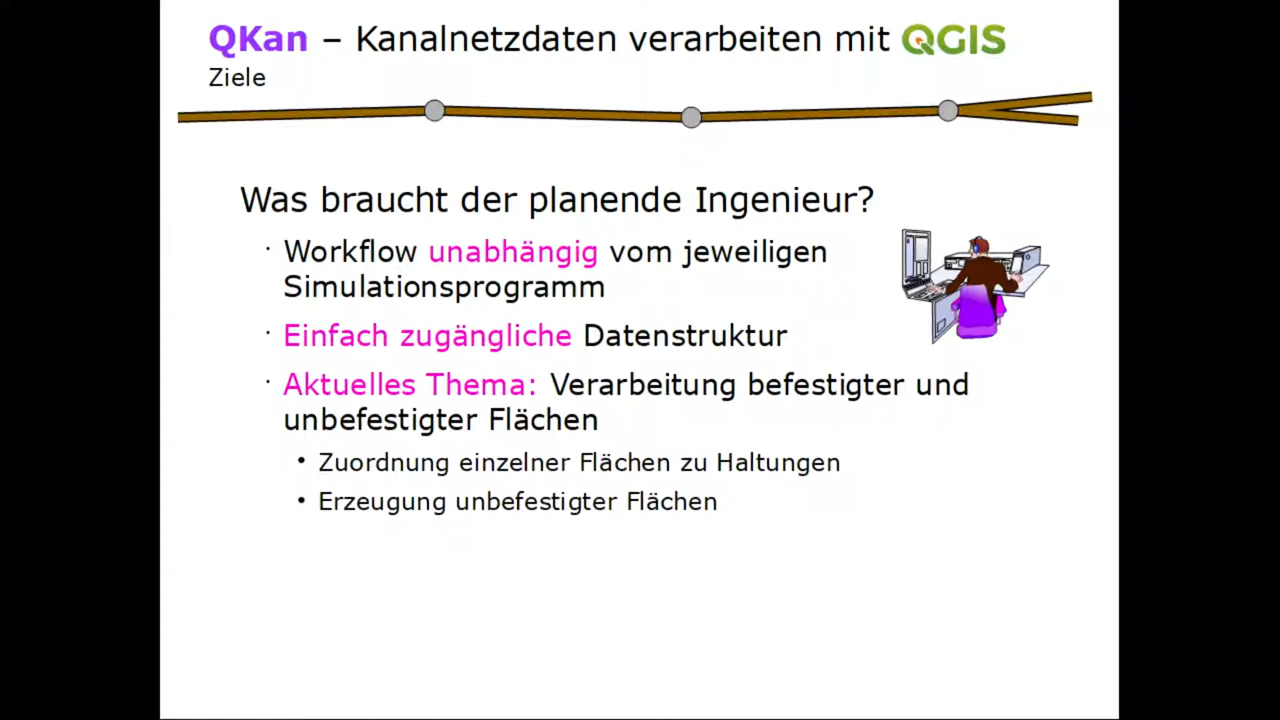 QKan – Kanalnetzdaten verarbeiten mit QGIS
Ziele
Was braucht der planende Ingenieur?
· Workflow unabhängig vom jeweiligen
Simulationsprogramm
· Einfach zugängliche Datenstruktur
· Aktuelles Thema: Verarbeitung befestigter und
unbefestigter Flächen
• Zuordnung einzelner Flächen zu Haltungen
• Erzeugung unbefestigter Flächen